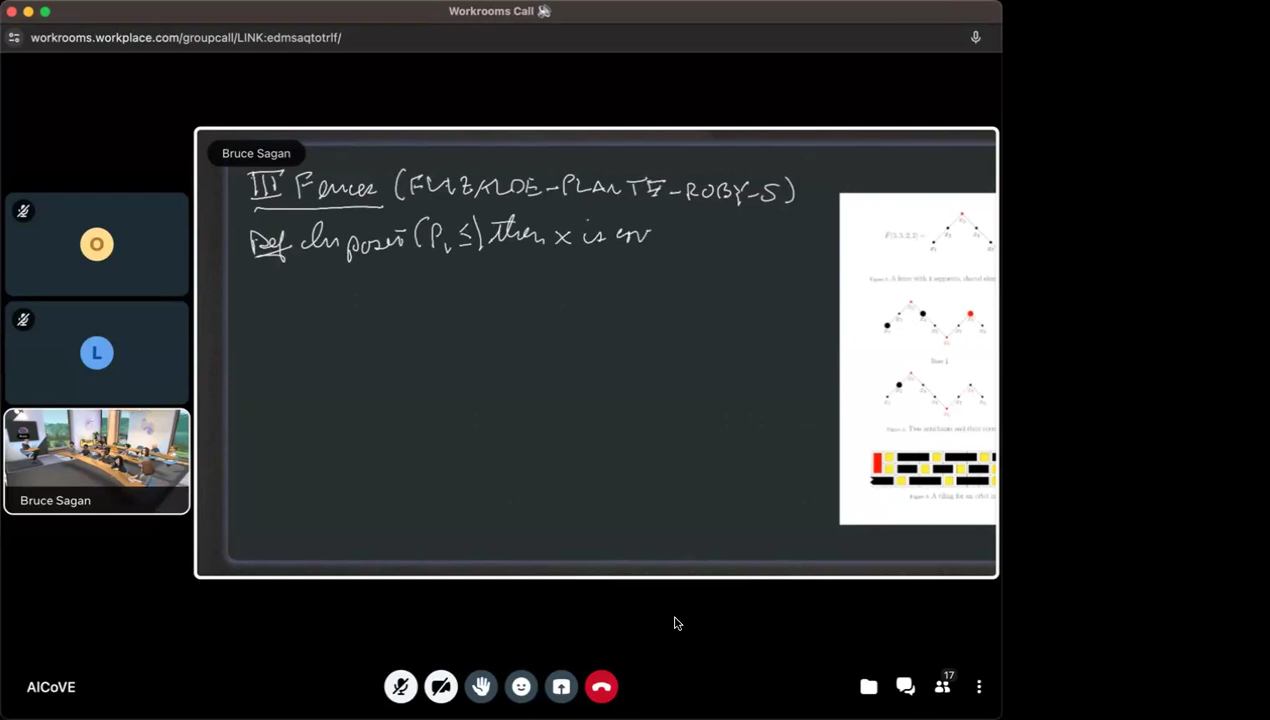 Workrooms Call
workrooms.workplace.com/groupcall/LINK:edmsaqtotrlf/
Bruce Sagan
III Fences (ELIZALDE-PLANTE-ROBY-S)
Def In poset (P, ≤) then x is cov
O
L
Bruce Sagan
AICoVE
17